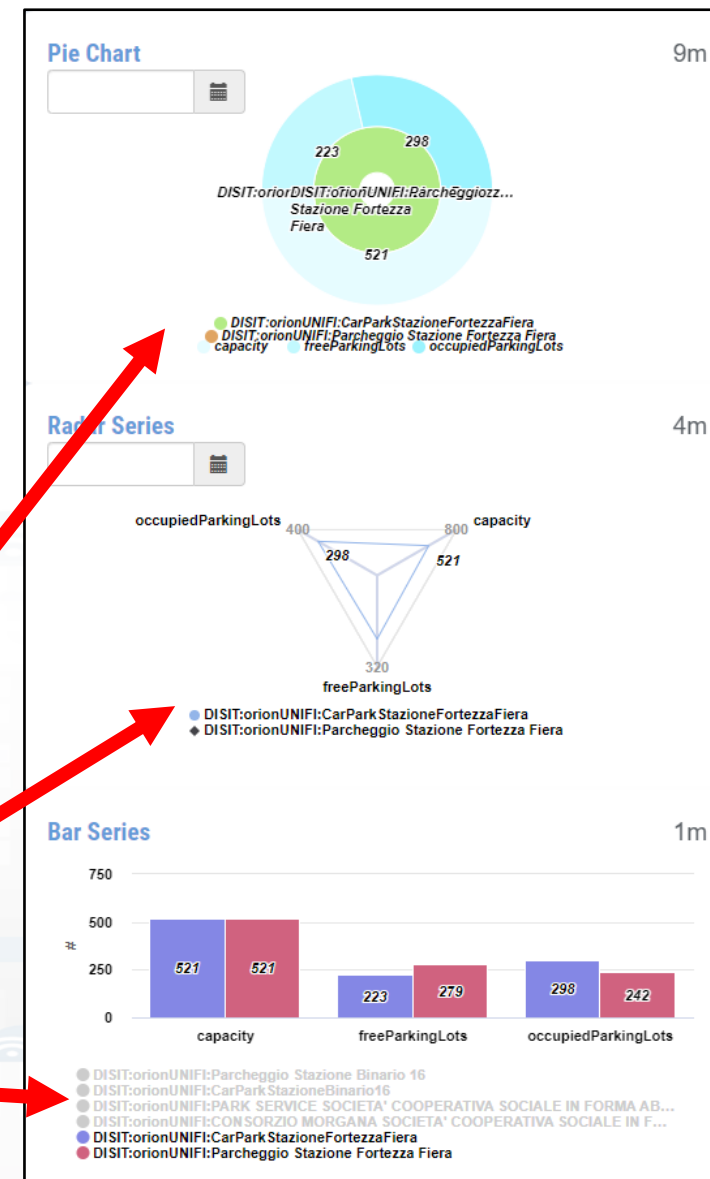 Pie Chart
9m
223
298
DISIT:orionDISIT:orionUNIFI:Parcheggiozz...
Stazione Fortezza
Fiera
521
DISIT:orionUNIFI:CarParkStazioneFortezzaFiera
DISIT:orionUNIFI:Parcheggio Stazione Fortezza Fiera
capacity freeParkingLots occupiedParkingLots
Radar Series
4m
occupiedParkingLots 400 800 capacity
298 521
320
freeParkingLots
DISIT:orionUNIFI:CarParkStazioneFortezzaFiera
DISIT:orionUNIFI:Parcheggio Stazione Fortezza Fiera
Bar Series
1m
750
500
#
250
0
521 521
223 279
298 242
capacity freeParkingLots occupiedParkingLots
DISIT:orionUNIFI:Parcheggio Stazione Binario 16
DISIT:orionUNIFI:CarParkStazioneBinario16
DISIT:orionUNIFI:PARK SERVICE SOCIETA' COOPERATIVA SOCIALE IN FORMA AB...
DISIT:orionUNIFI:CONSORZIO MORGANA SOCIETA' COOPERATIVA SOCIALE IN F...
DISIT:orionUNIFI:CarParkStazioneFortezzaFiera
DISIT:orionUNIFI:Parcheggio Stazione Fortezza Fiera